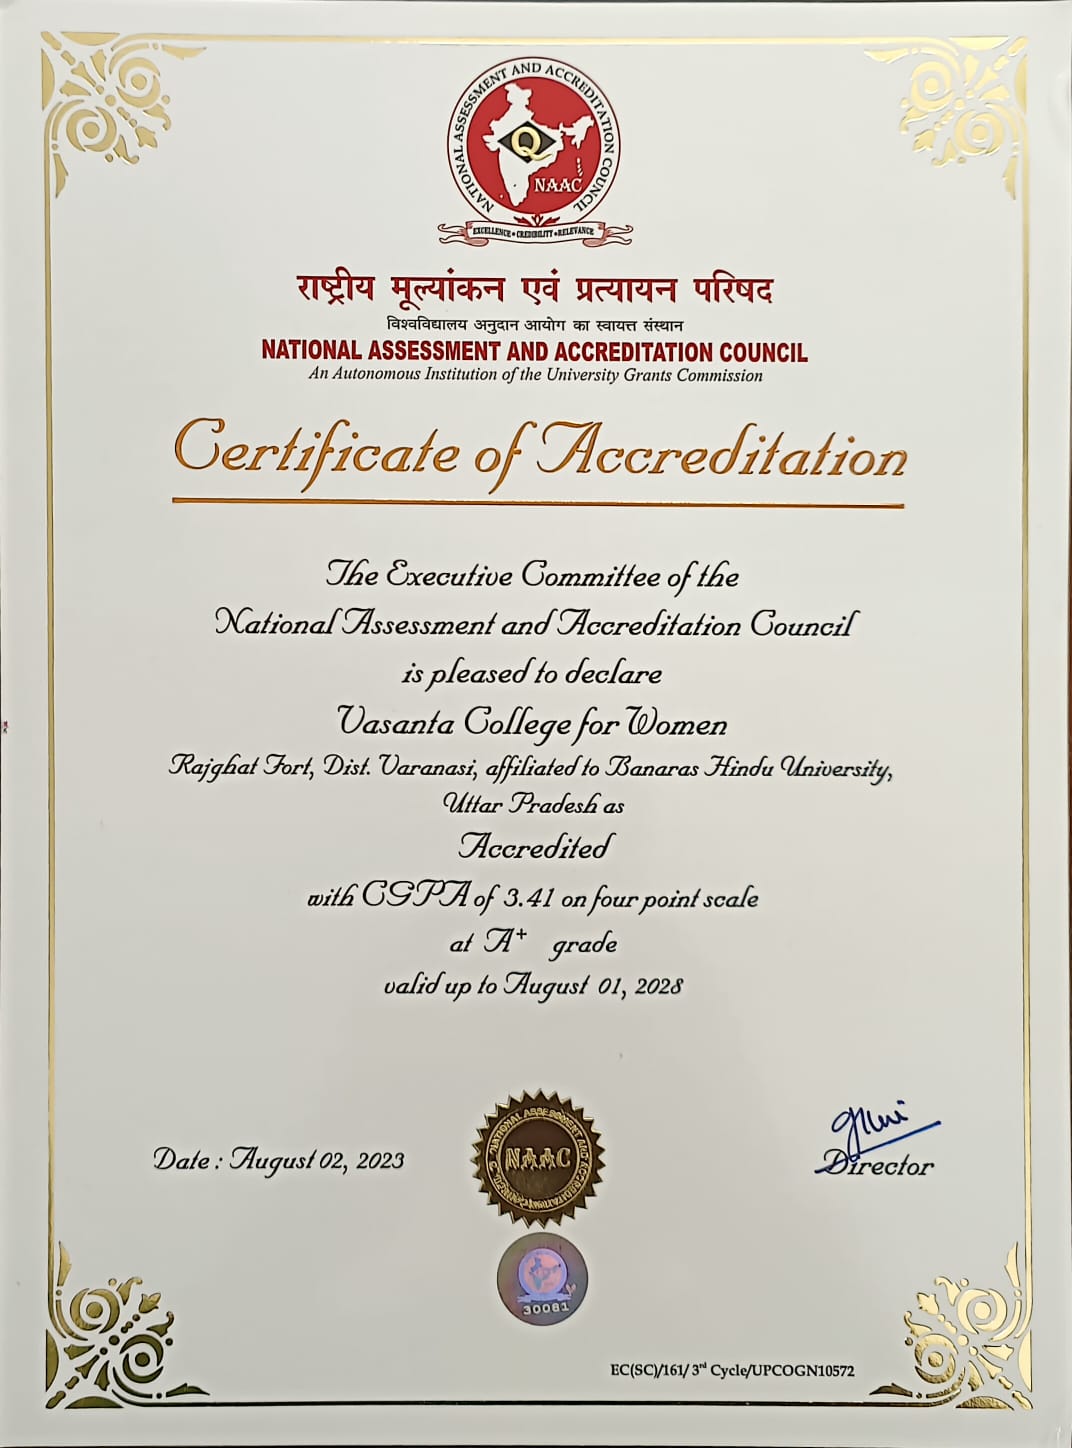 NATIONAL ASSESSMENT AND ACCREDITATION COUNCIL
Q
NAAC
EXCELLENCE • CREDIBILITY • RELEVANCE
राष्ट्रीय मूल्यांकन एवं प्रत्यायन परिषद
विश्वविद्यालय अनुदान आयोग का स्वायत्त संस्थान
NATIONAL ASSESSMENT AND ACCREDITATION COUNCIL
An Autonomous Institution of the University Grants Commission
Certificate of Accreditation
The Executive Committee of the
National Assessment and Accreditation Council
is pleased to declare
Vasanta College for Women
Rajghat Fort, Dist. Varanasi, affiliated to Banaras Hindu University,
Uttar Pradesh as
Accredited
with CGPA of 3.41 on four point scale
at A+ grade
valid up to August 01, 2028
Date : August 02, 2023
NATIONAL ASSESSMENT AND ACCREDITATION COUNCIL
NAAC
Director
30061
EC(SC)/161/ 3rd Cycle/UPCOGN10572